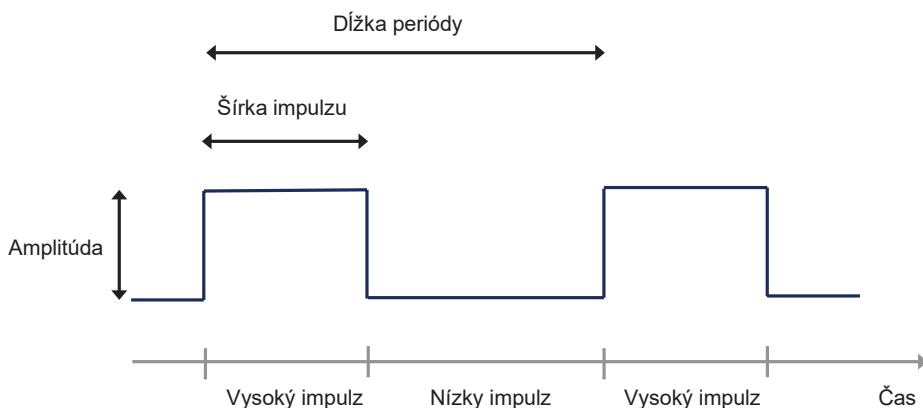 Dĺžka periódy
Šírka impulzu
Amplitúda
Vysoký impulz
Nízky impulz
Vysoký impulz
Čas